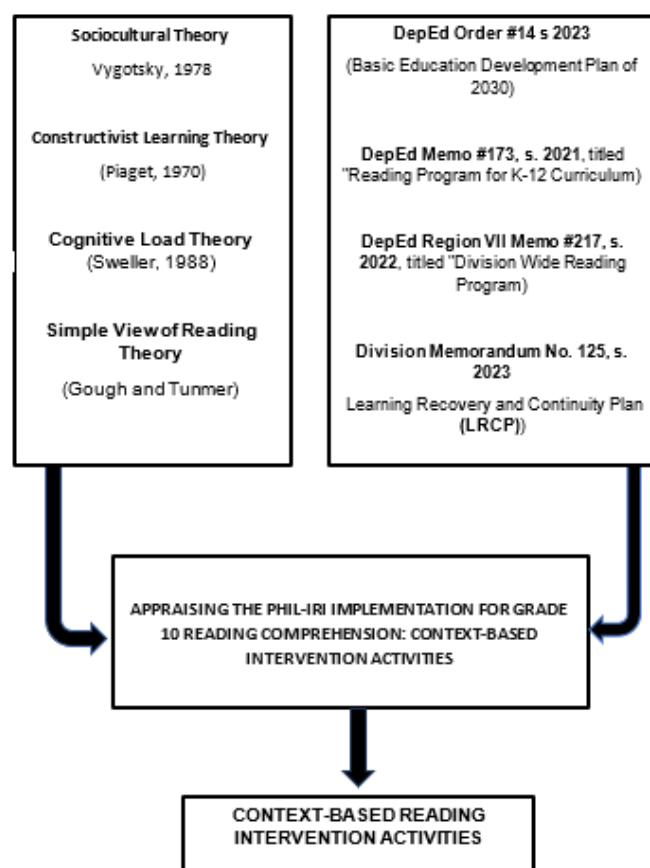 Sociocultural Theory
Vygotsky, 1978
Constructivist Learning Theory
(Piaget, 1970)
Cognitive Load Theory
(Sweller, 1988)
Simple View of Reading
Theory
(Gough and Tunmer)
DepEd Order #14 s 2023
(Basic Education Development Plan of
2030)
DepEd Memo #173, s. 2021, titled
"Reading Program for K-12 Curriculum)
DepEd Region VII Memo #217, s.
2022, titled "Division Wide Reading
Program)
Division Memorandum No. 125, s.
2023
Learning Recovery and Continuity Plan
(LRCP))
APPRAISING THE PHIL-IRI IMPLEMENTATION FOR GRADE
10 READING COMPREHENSION: CONTEXT-BASED
INTERVENTION ACTIVITIES
CONTEXT-BASED READING
INTERVENTION ACTIVITIES